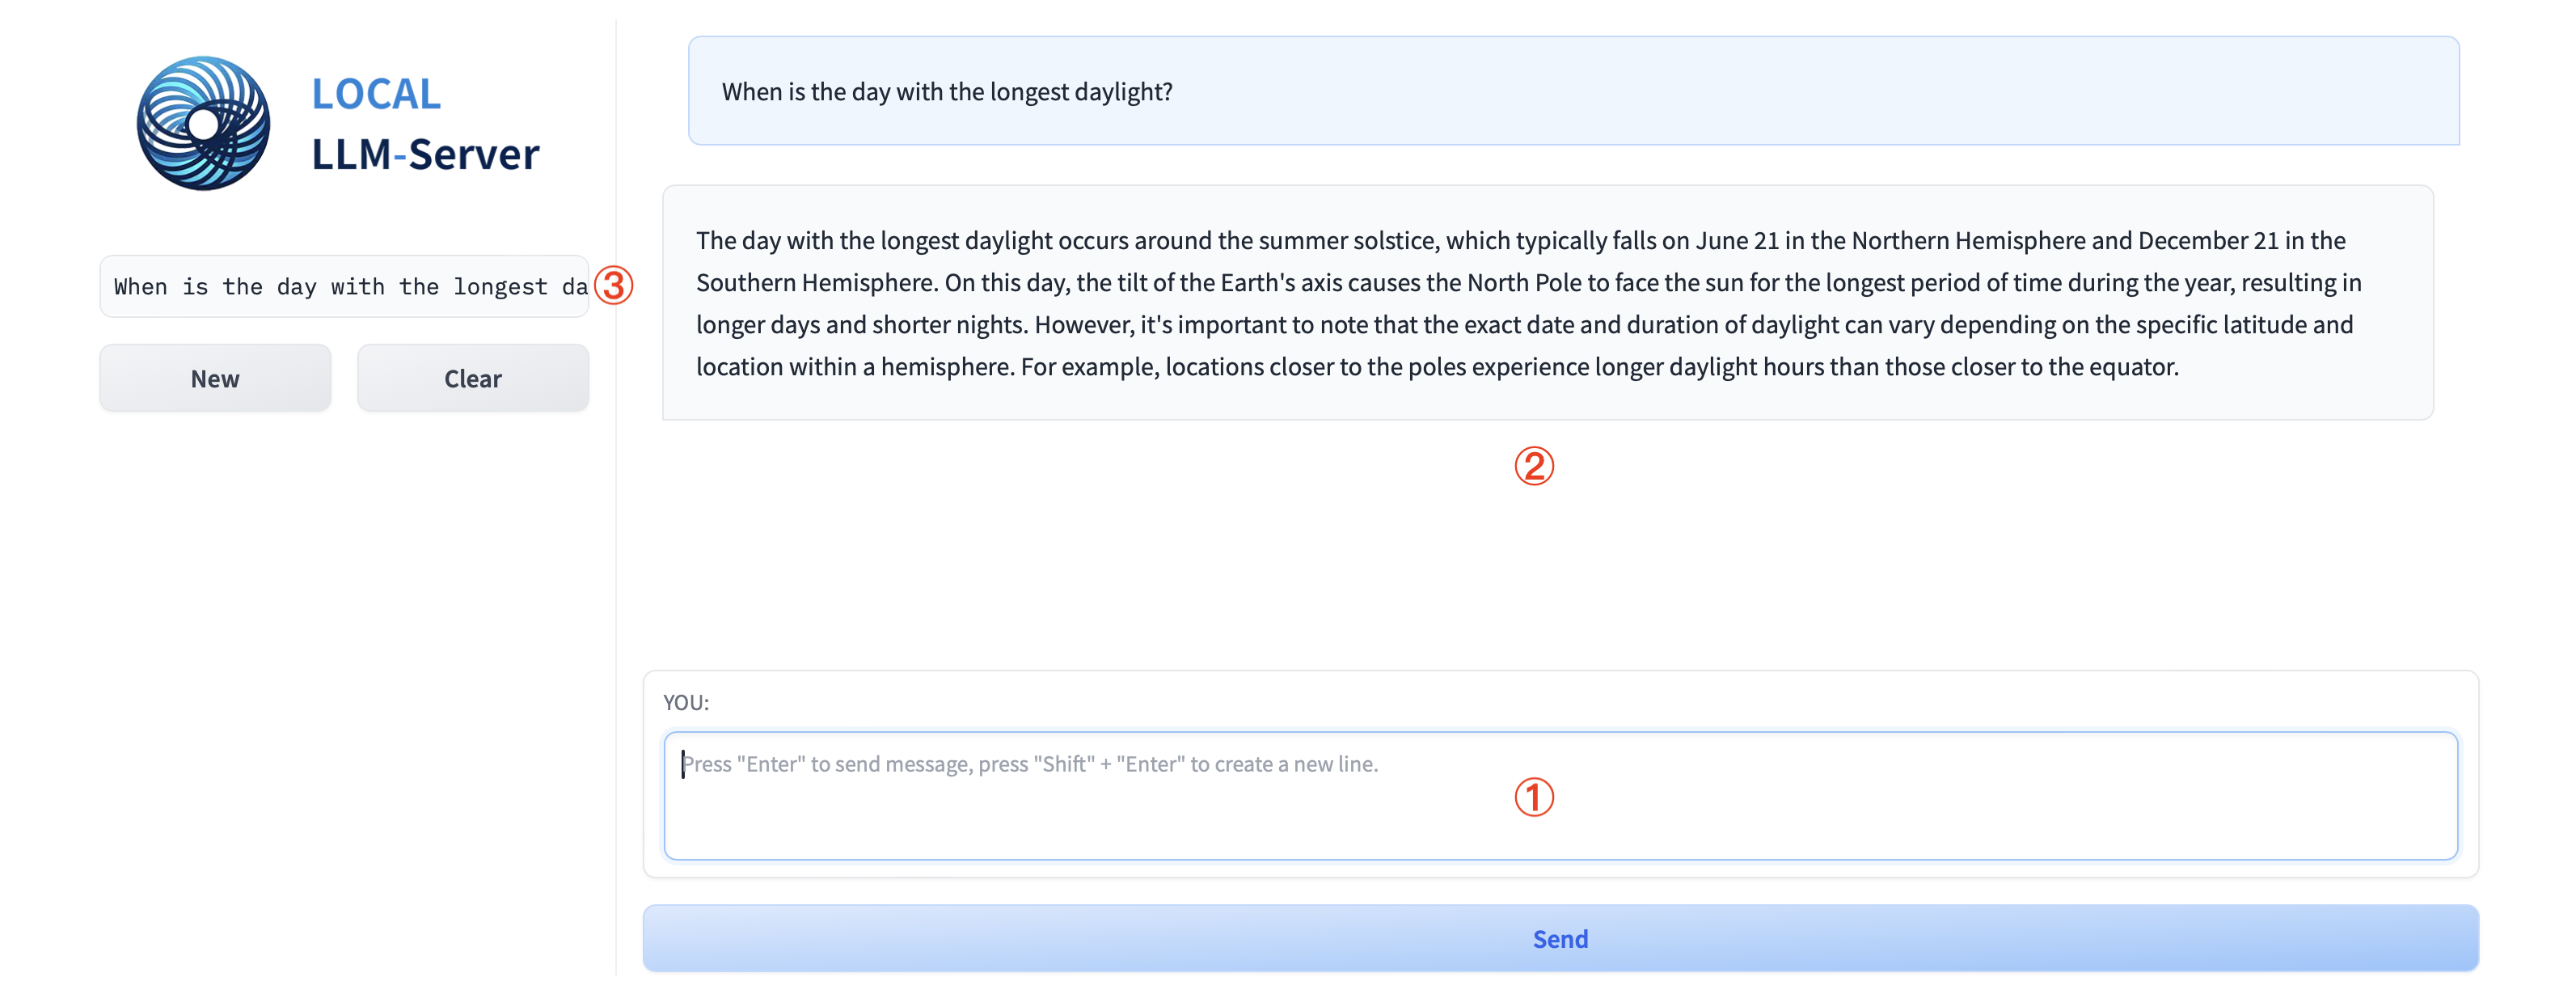 LOCAL
LLM-Server
When is the day with the longest da
③
New
Clear
When is the day with the longest daylight?
The day with the longest daylight occurs around the summer solstice, which typically falls on June 21 in the Northern Hemisphere and December 21 in the
Southern Hemisphere. On this day, the tilt of the Earth's axis causes the North Pole to face the sun for the longest period of time during the year, resulting in
longer days and shorter nights. However, it's important to note that the exact date and duration of daylight can vary depending on the specific latitude and
location within a hemisphere. For example, locations closer to the poles experience longer daylight hours than those closer to the equator.
②
YOU:
Press "Enter" to send message, press "Shift" + "Enter" to create a new line.
①
Send